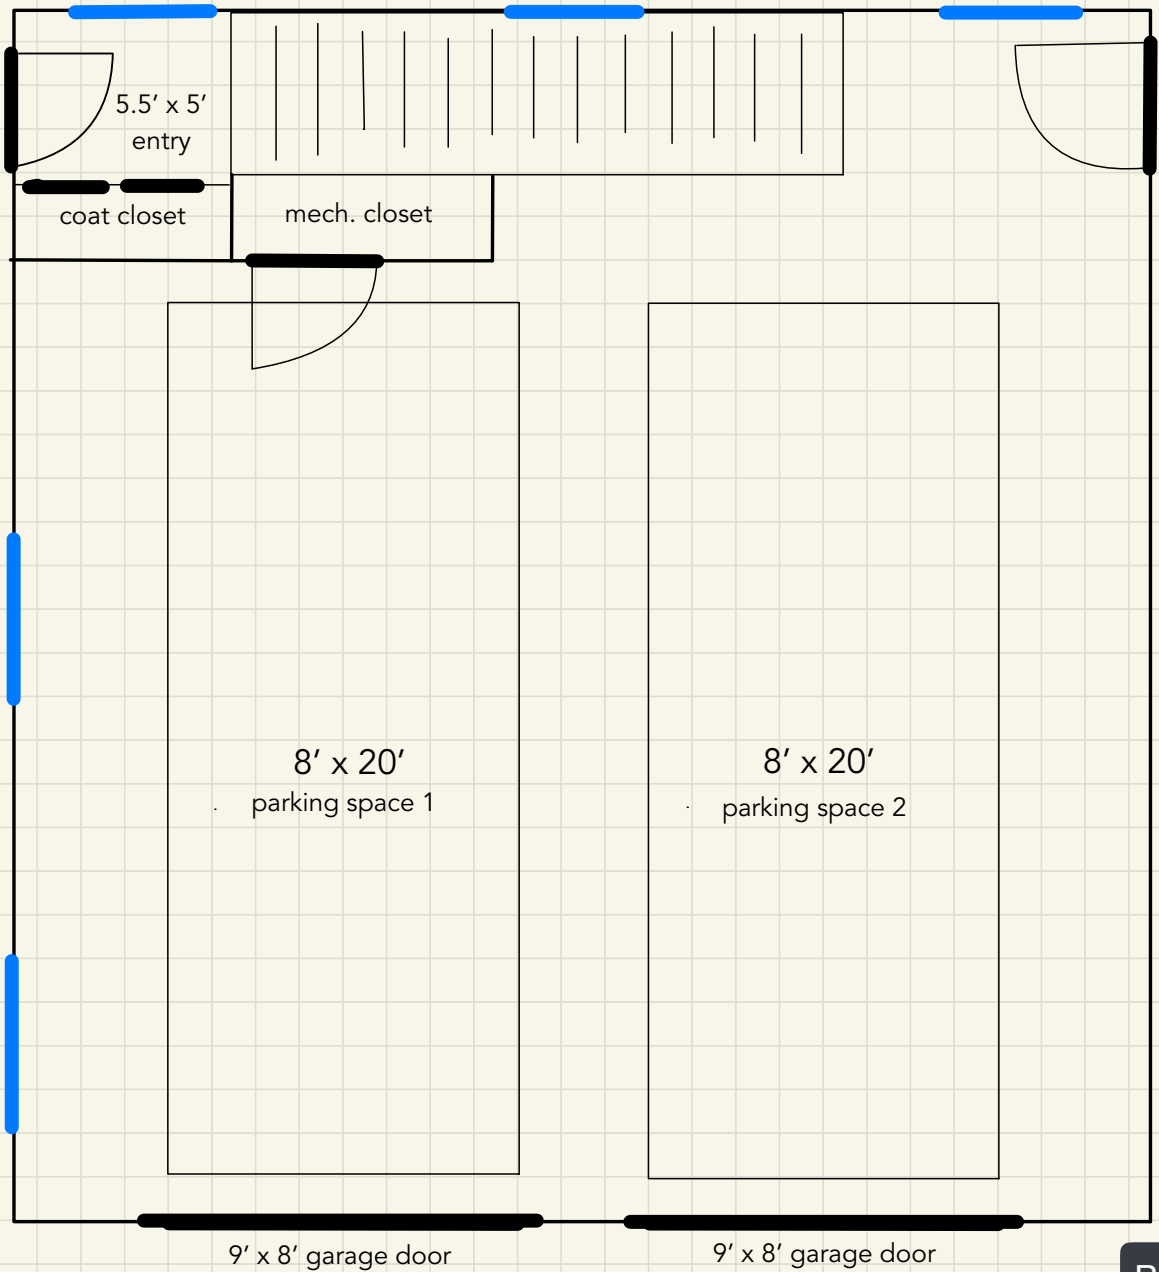 5.5’ x 5’
entry
coat closet
mech. closet
8’ x 20’
parking space 1
8’ x 20’
parking space 2
9’ x 8’ garage door
9’ x 8’ garage door